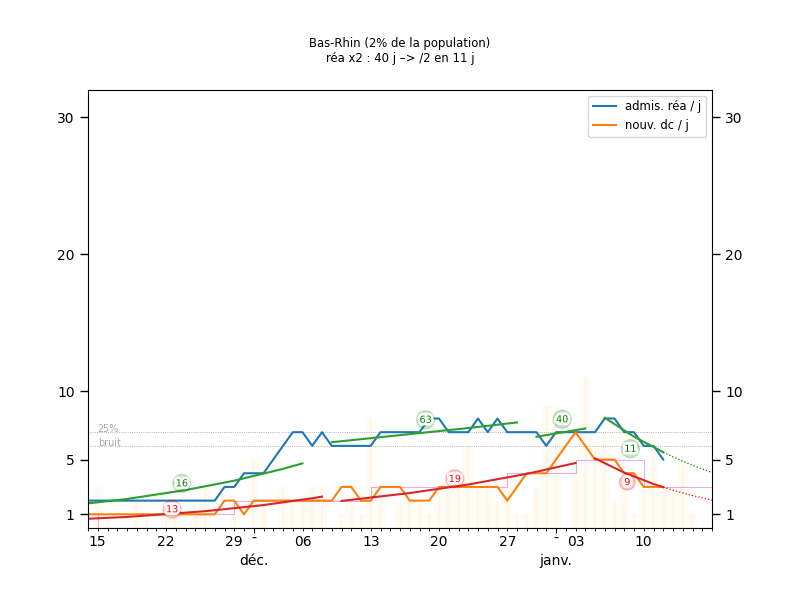 Bas-Rhin (2% de la population)
réa x2 : 40 j –> /2 en 11 j
admis. réa / j
nouv. dc / j
30 30
20 20
10 10
5 5
1 1
25%
bruit
16
13
63
19
40
11
9
15 22 29 - 06 13 20 27 - 03 10
déc. janv.